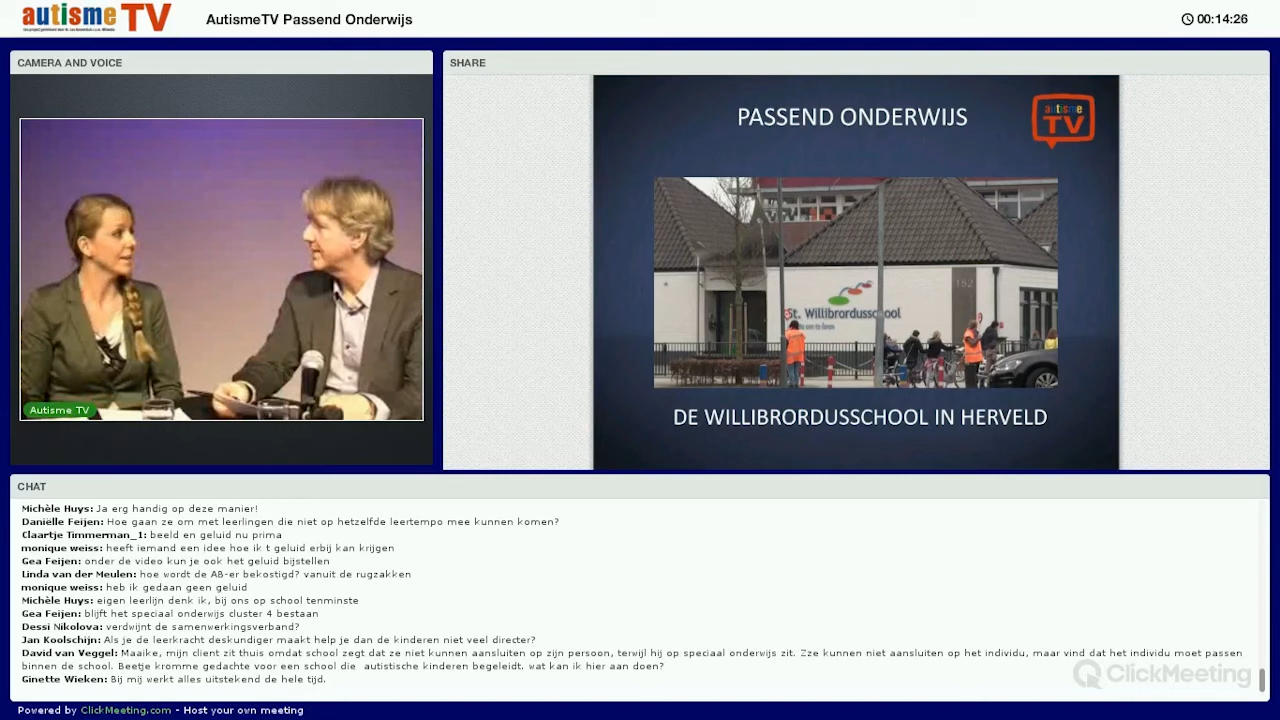 autisme TV
AutismeTV Passend Onderwijs
00:14:26
CAMERA AND VOICE
SHARE
PASSEND ONDERWIJS
autisme
TV
152
St. Willibrordusschool
Autisme TV
DE WILLIBRORDUSSCHOOL IN HERVELD
CHAT
Michèle Huys: Ja erg handig op deze manier!
Daniëlle Feijen: Hoe gaan ze om met leerlingen die niet op hetzelfde leertempo mee kunnen komen?
Claartje Timmerman_1: beeld en geluid nu prima
monique weiss: heeft iemand een idee hoe ik t geluid erbij kan krijgen
Gea Feijen: onder de video kun je ook het geluid bijstellen
Linda van der Meulen: hoe wordt de AB-er bekostigd? vanuit de rugzakken
monique weiss: heb ik gedaan geen geluid
Michèle Huys: eigen leerlijn denk ik, bij ons op school tenminste
Gea Feijen: blijft het speciaal onderwijs cluster 4 bestaan
Dessi Nikolova: verdwijnt de samenwerkingsverband?
Jan Koolschijn: Als je de leerkracht deskundiger maakt help je dan de kinderen niet veel directer?
David van Veggel: Maaike, mijn client zit thuis omdat school zegt dat ze niet kunnen aansluiten op zijn persoon, terwijl hij op speciaal onderwijs zit. Zze kunnen niet aansluiten op het individu, maar vind dat het individu moet passen
binnen de school. Beetje kromme gedachte voor een school die autistische kinderen begeleidt. wat kan ik hier aan doen?
Ginette Wieken: Bij mij werkt alles uitstekend de hele tijd.
ClickMeeting
Powered by ClickMeeting.com - Host your own meeting